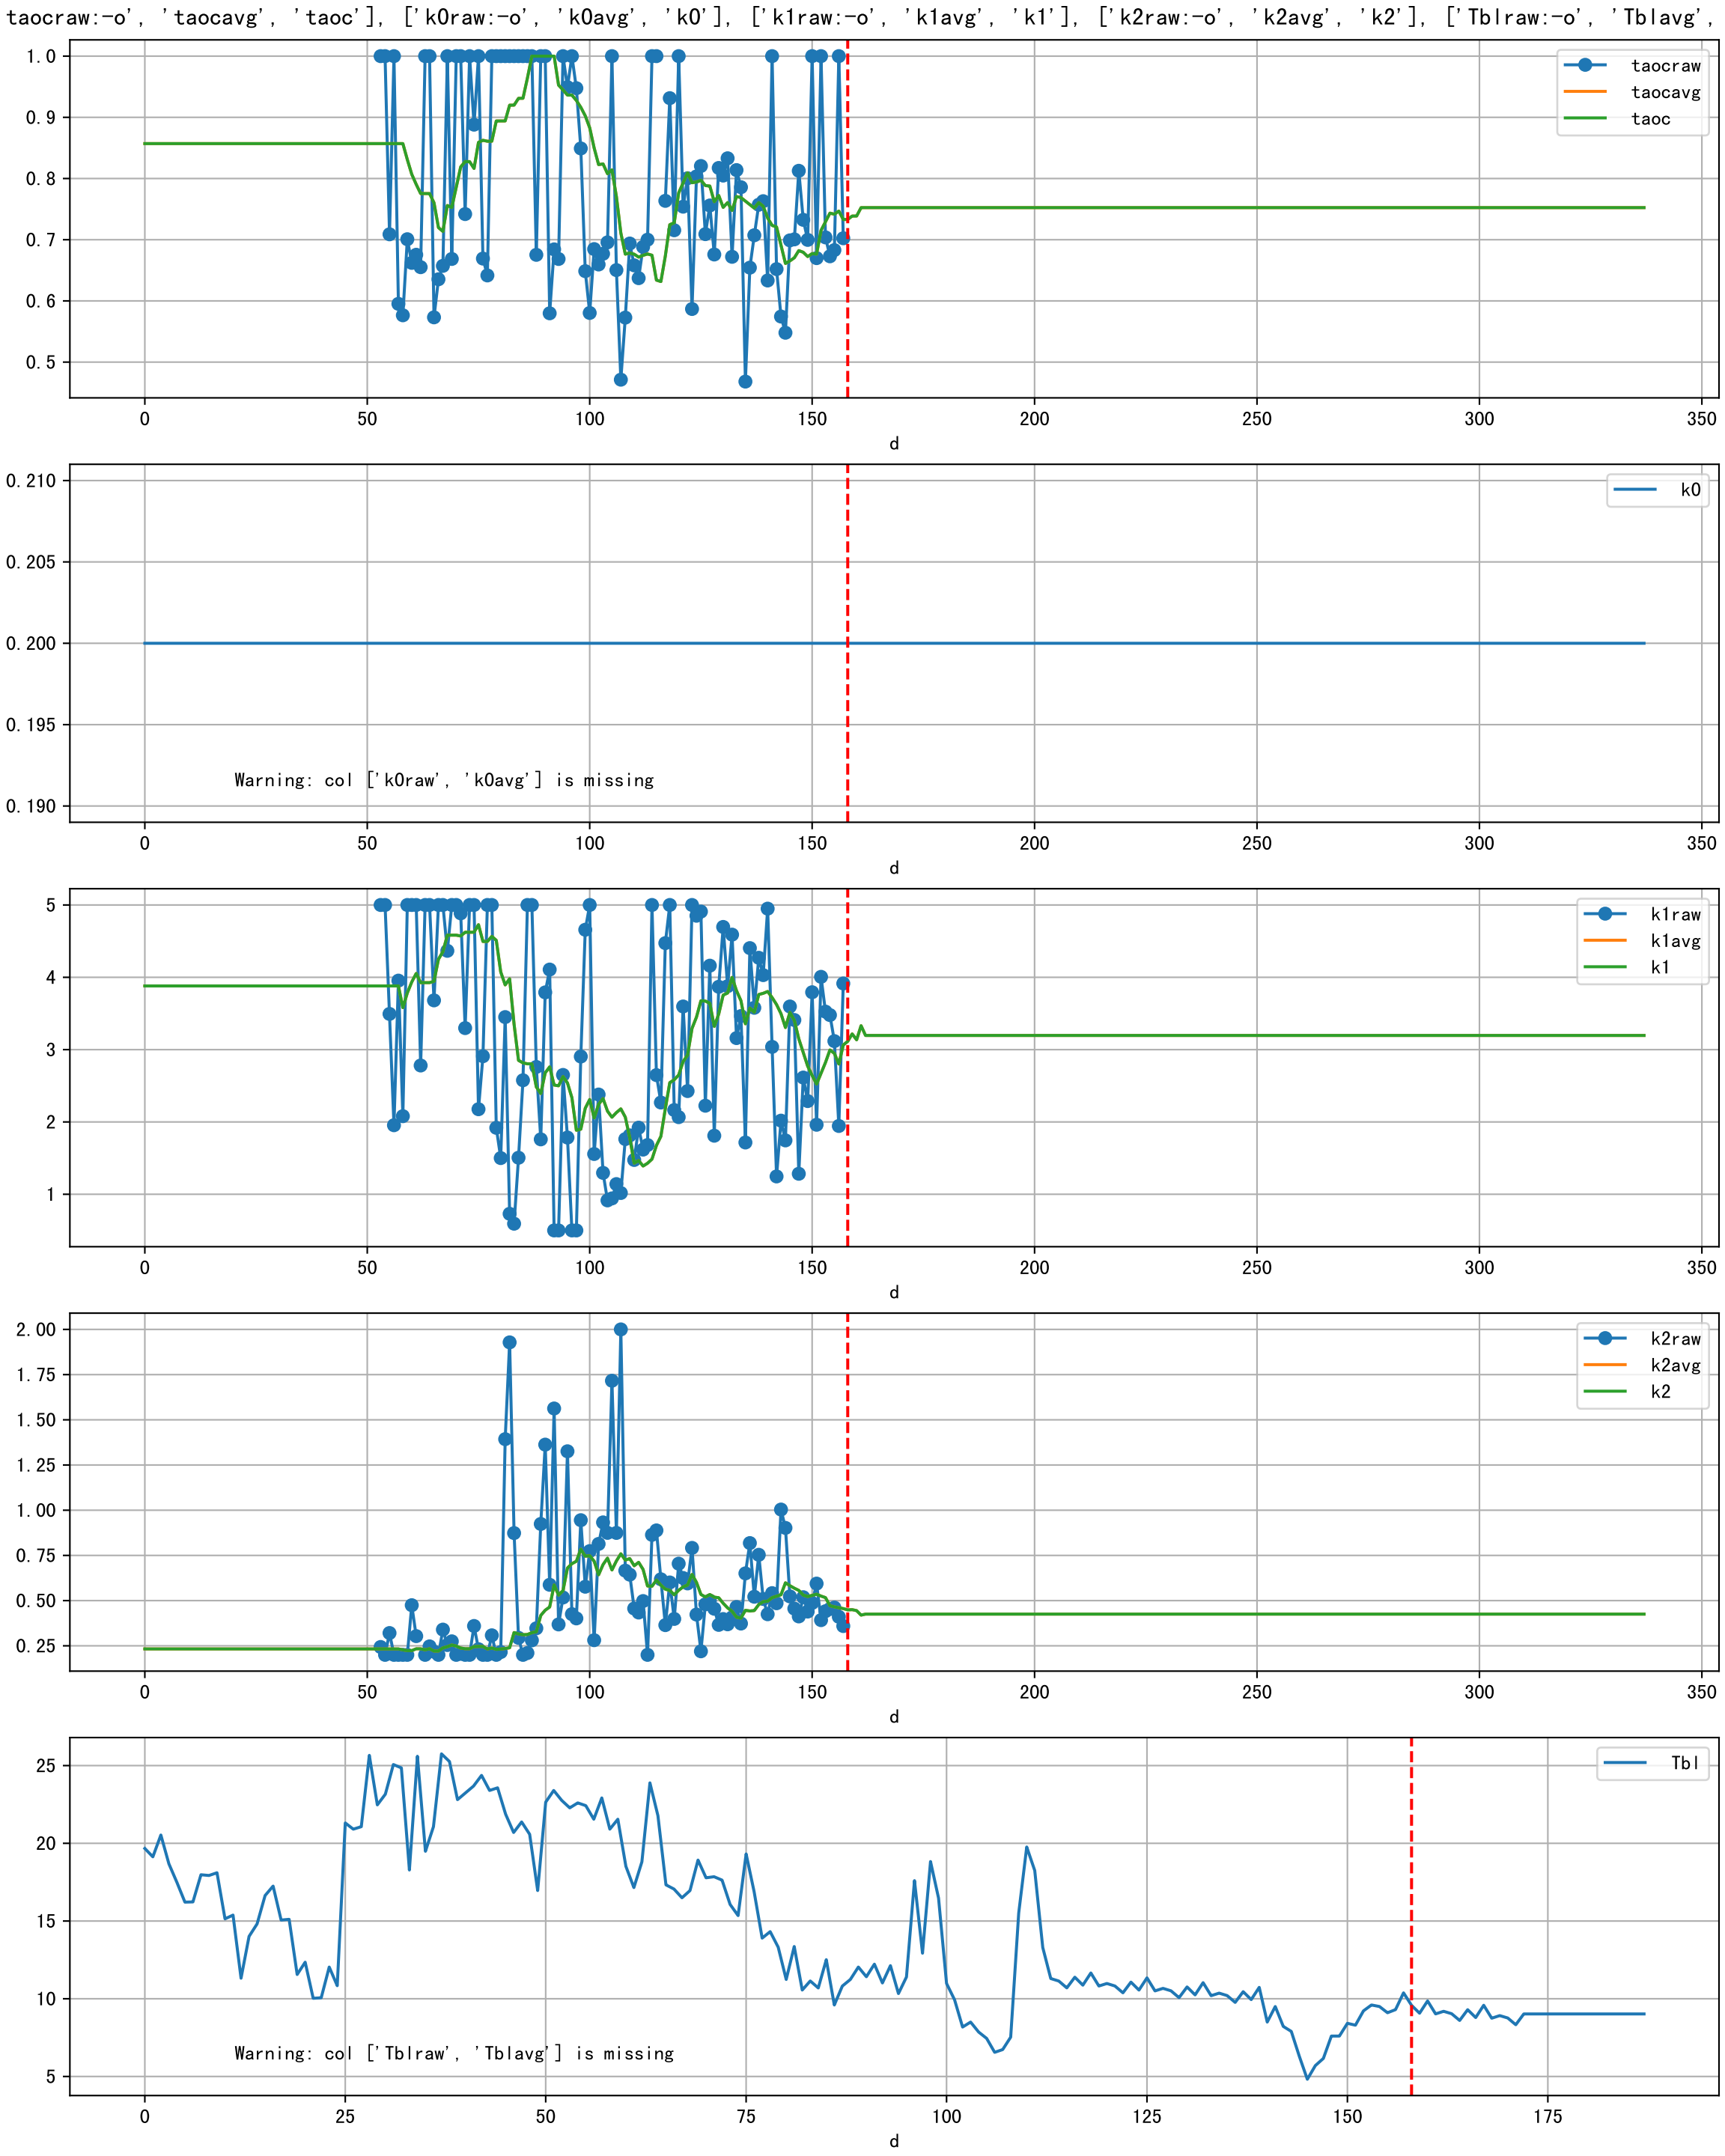 taocraw:-o', 'taocavg', 'taoc'], ['k0raw:-o', 'k0avg', 'k0'], ['k1raw:-o', 'k1avg', 'k1'], ['k2raw:-o', 'k2avg', 'k2'], ['Tblraw:-o', 'Tblavg',
1.0
0.9
0.8
0.7
0.6
0.5
taocraw
taocavg
taoc
0 50 100 150 200 250 300 350
d
0.210
0.205
0.200
0.195
0.190
k0
Warning: col ['k0raw', 'k0avg'] is missing
0 50 100 150 200 250 300 350
d
5
4
3
2
1
k1raw
k1avg
k1
0 50 100 150 200 250 300 350
d
2.00
1.75
1.50
1.25
1.00
0.75
0.50
0.25
k2raw
k2avg
k2
0 50 100 150 200 250 300 350
d
25
20
15
10
5
Tbl
Warning: col ['Tblraw', 'Tblavg'] is missing
0 25 50 75 100 125 150 175
d